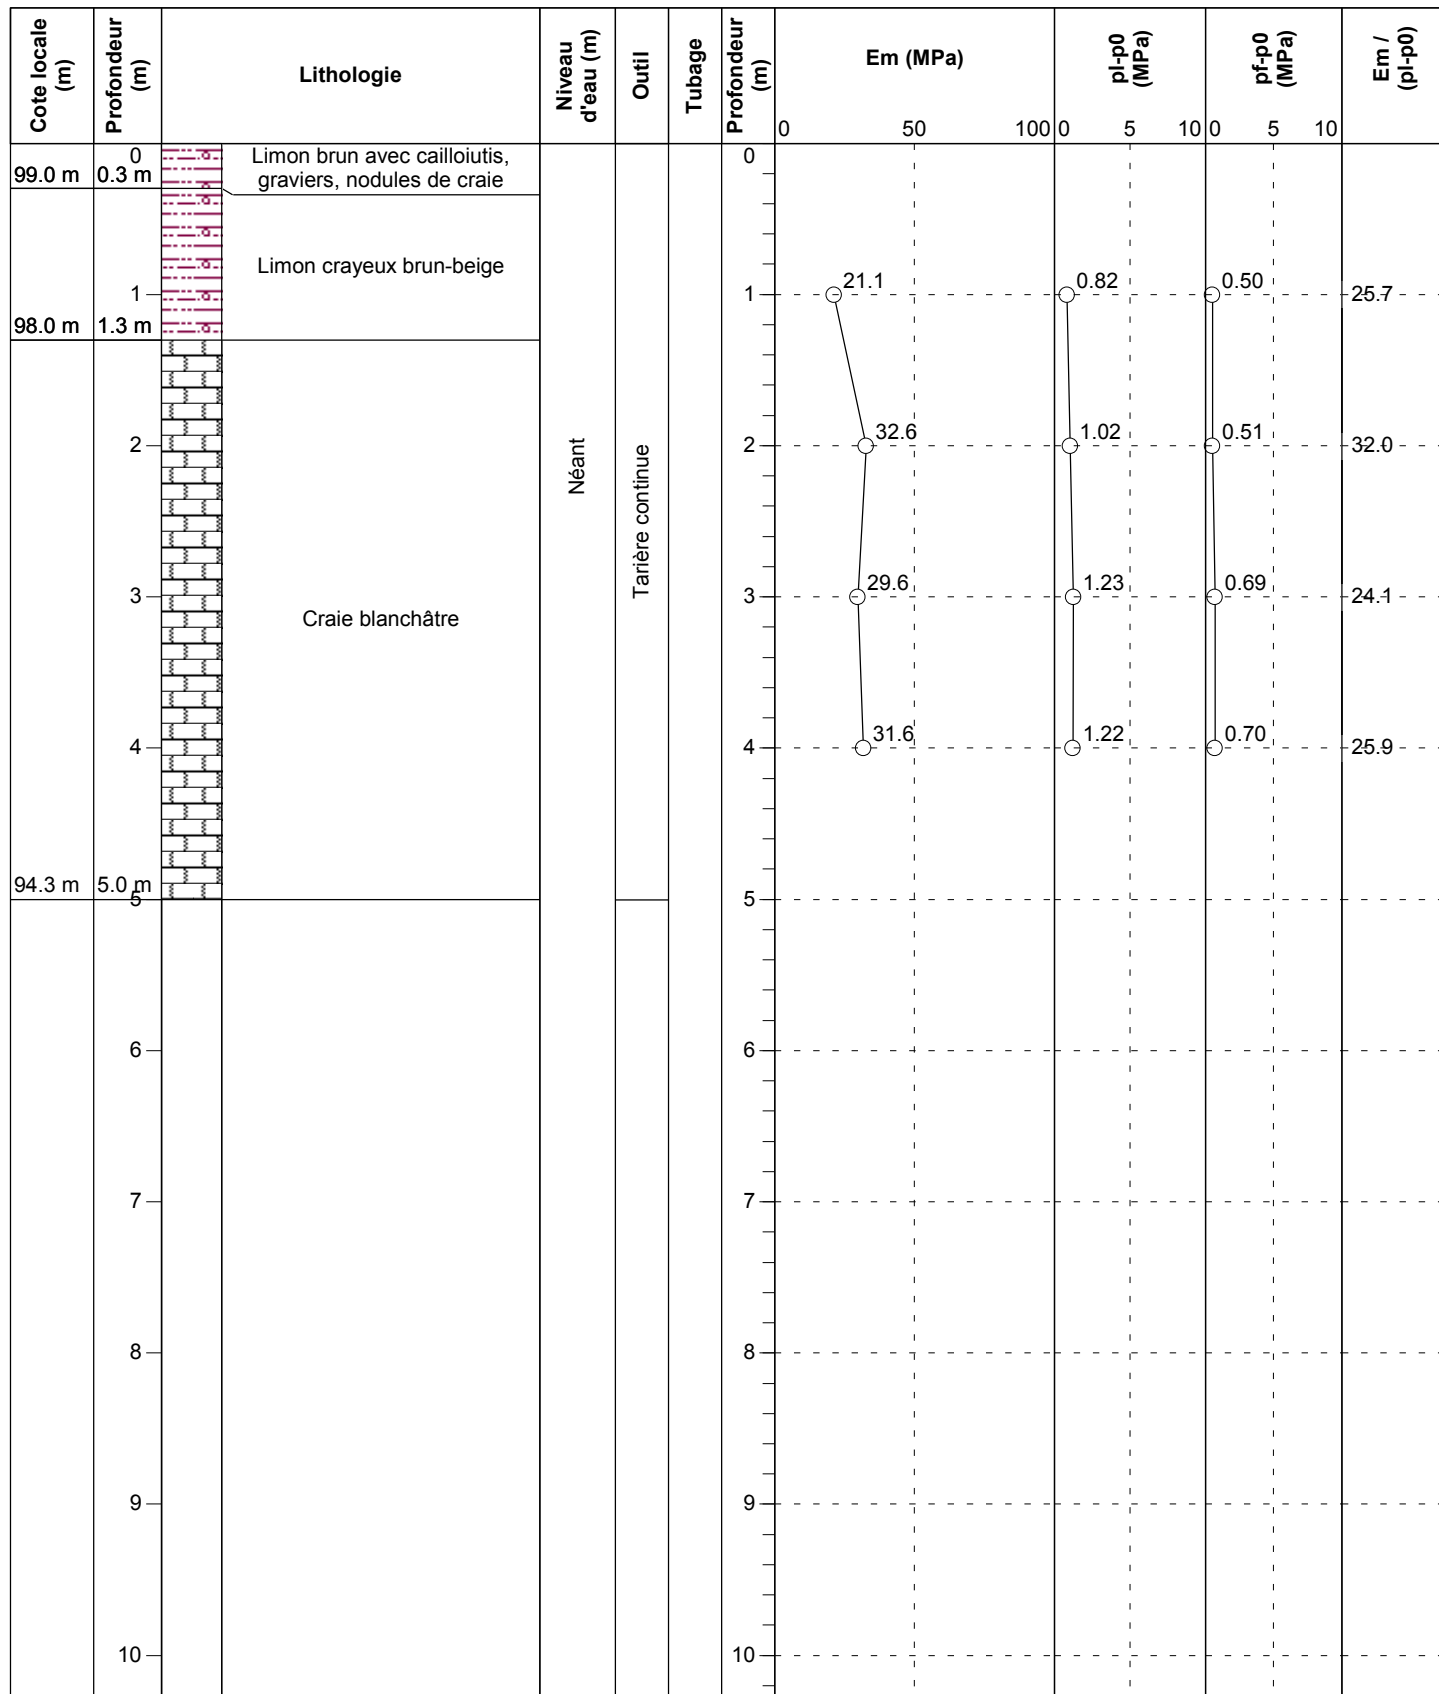 Cote locale
(m)
Profondeur
(m)
Lithologie
Niveau
d'eau (m)
Outil
Tubage
Profondeur
(m)
Em (MPa)
0 50 100
pl-p0
(MPa)
0 5 10
pf-p0
(MPa)
0 5 10
Em /
(pl-p0)
0
Limon brun avec cailloiutis,
graviers, nodules de craie
99.0 m 0.3 m
Limon crayeux brun-beige
1
98.0 m 1.3 m
2
3
Craie blanchâtre
4
94.3 m 5.0 m
5
6
7
8
9
10
Néant
Tarière continue
0
1 21.1 0.82 0.50 25.7
2 32.6 1.02 0.51 32.0
3 29.6 1.23 0.69 24.1
4 31.6 1.22 0.70 25.9
5
6
7
8
9
10